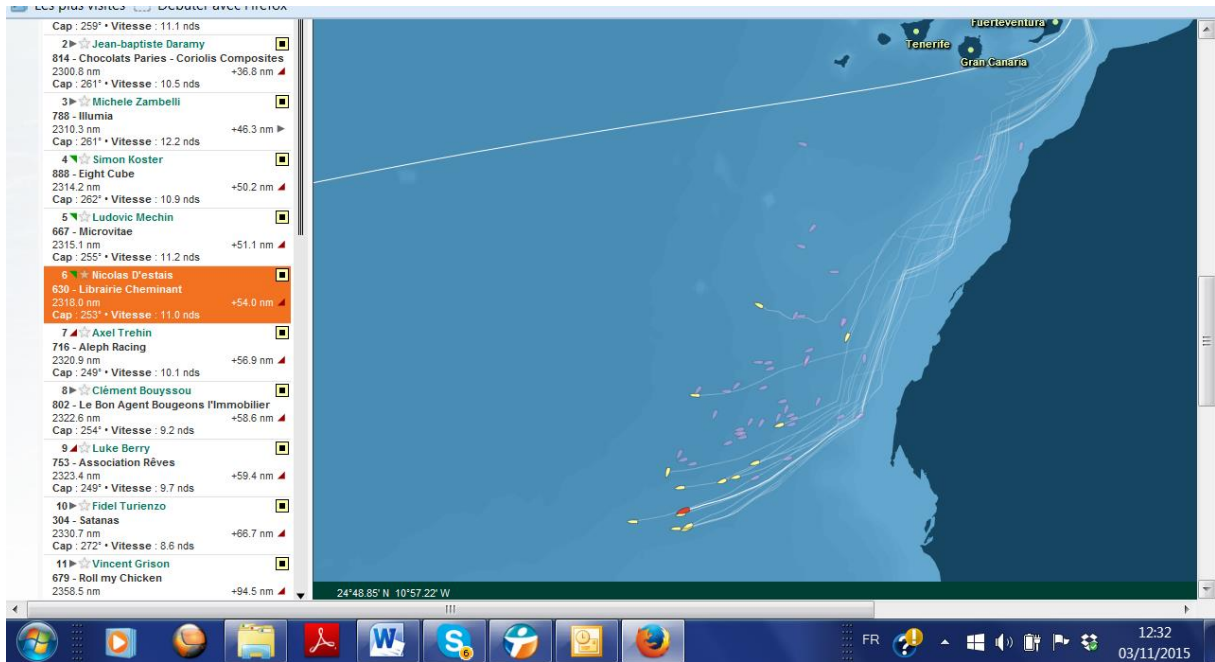 Les plus visités Débuter avec Firefox
Cap : 259° • Vitesse : 11.1 nds
2 Jean-baptiste Daramy
814 - Chocolats Paries - Coriolis Composites
2300.8 nm +36.8 nm
Cap : 261° • Vitesse : 10.5 nds
3 Michele Zambelli
788 - Illumia
2310.3 nm +46.3 nm
Cap : 261° • Vitesse : 12.2 nds
4 Simon Koster
888 - Eight Cube
2314.2 nm +50.2 nm
Cap : 262° • Vitesse : 10.9 nds
5 Ludovic Mechin
667 - Microvitae
2315.1 nm +51.1 nm
Cap : 255° • Vitesse : 11.2 nds
6 Nicolas D'estais
630 - Librairie Cheminant
2318.0 nm +54.0 nm
Cap : 253° • Vitesse : 11.0 nds
7 Axel Trehin
716 - Aleph Racing
2320.9 nm +56.9 nm
Cap : 249° • Vitesse : 10.1 nds
8 Clément Bouyssou
802 - Le Bon Agent Bougeons l'Immobilier
2322.6 nm +58.6 nm
Cap : 254° • Vitesse : 9.2 nds
9 Luke Berry
753 - Association Rêves
2323.4 nm +59.4 nm
Cap : 249° • Vitesse : 9.7 nds
10 Fidel Turienzo
304 - Satanas
2330.7 nm +66.7 nm
Cap : 272° • Vitesse : 8.6 nds
11 Vincent Grison
679 - Roll my Chicken
2358.5 nm +94.5 nm
Fuerteventura
Tenerife
Gran Canaria
24°48.85' N 10°57.22' W
6
FR
12:32
03/11/2015